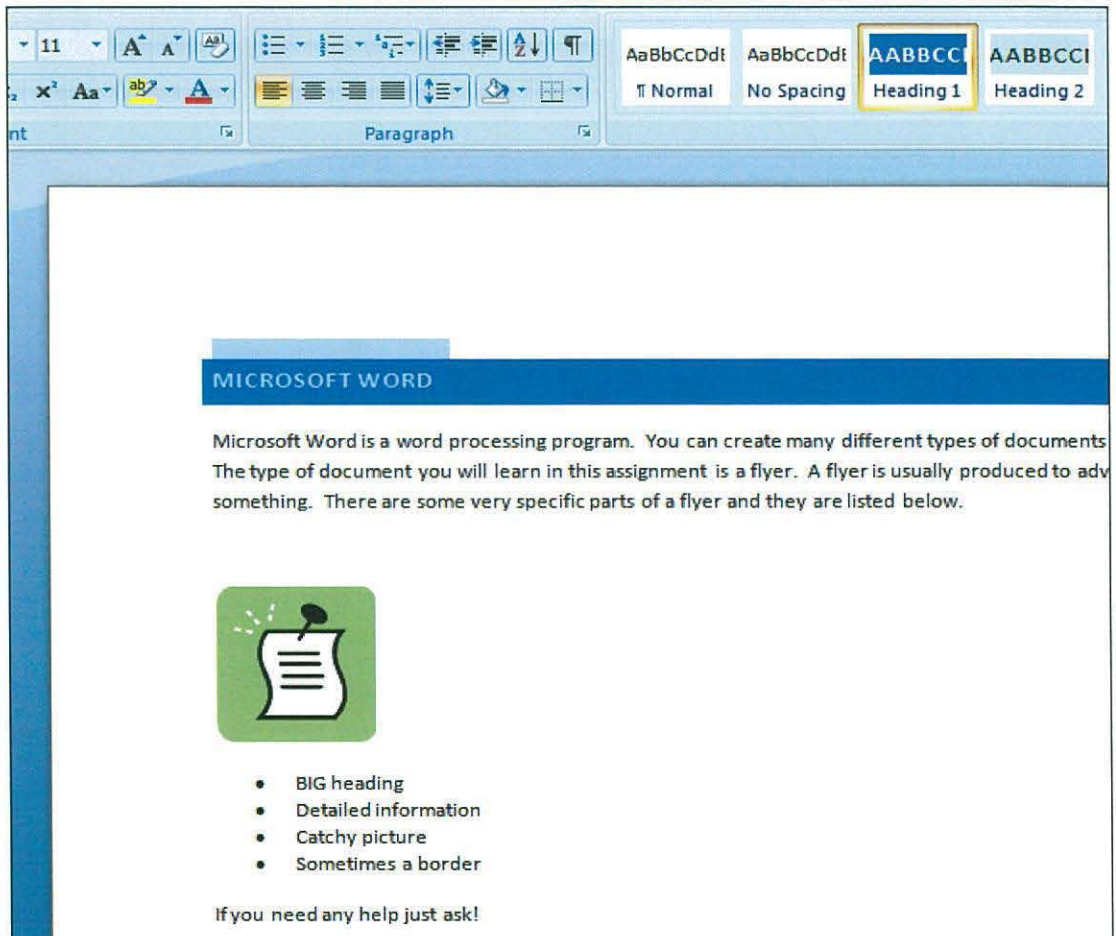 11 A A Aa
x² Aa ab A
AaBbCcDdE AaBbCcDdE AABBCCI AABBCCI
¶ Normal No Spacing Heading 1 Heading 2
nt Paragraph
MICROSOFT WORD
Microsoft Word is a word processing program. You can create many different types of documents
The type of document you will learn in this assignment is a flyer. A flyer is usually produced to adv
something. There are some very specific parts of a flyer and they are listed below.
• BIG heading
• Detailed information
• Catchy picture
• Sometimes a border
If you need any help just ask!